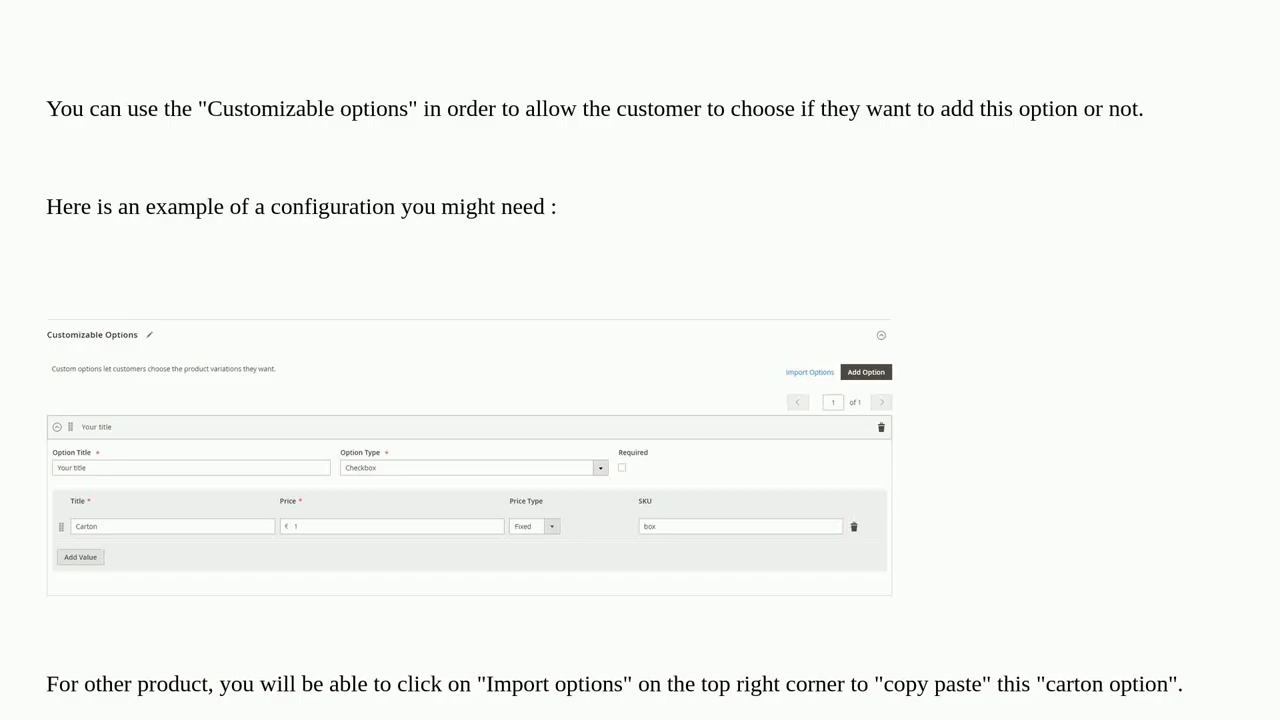 You can use the "Customizable options" in order to allow the customer to choose if they want to add this option or not.
Here is an example of a configuration you might need :
Customizable Options
Custom options let customers choose the product variations they want.
Import Options Add Option
1 of 1
Your title
Option Title * Option Type * Required
Your title Checkbox
Title * Price * Price Type SKU
Carton € 1 Fixed box
Add Value
For other product, you will be able to click on "Import options" on the top right corner to "copy paste" this "carton option".